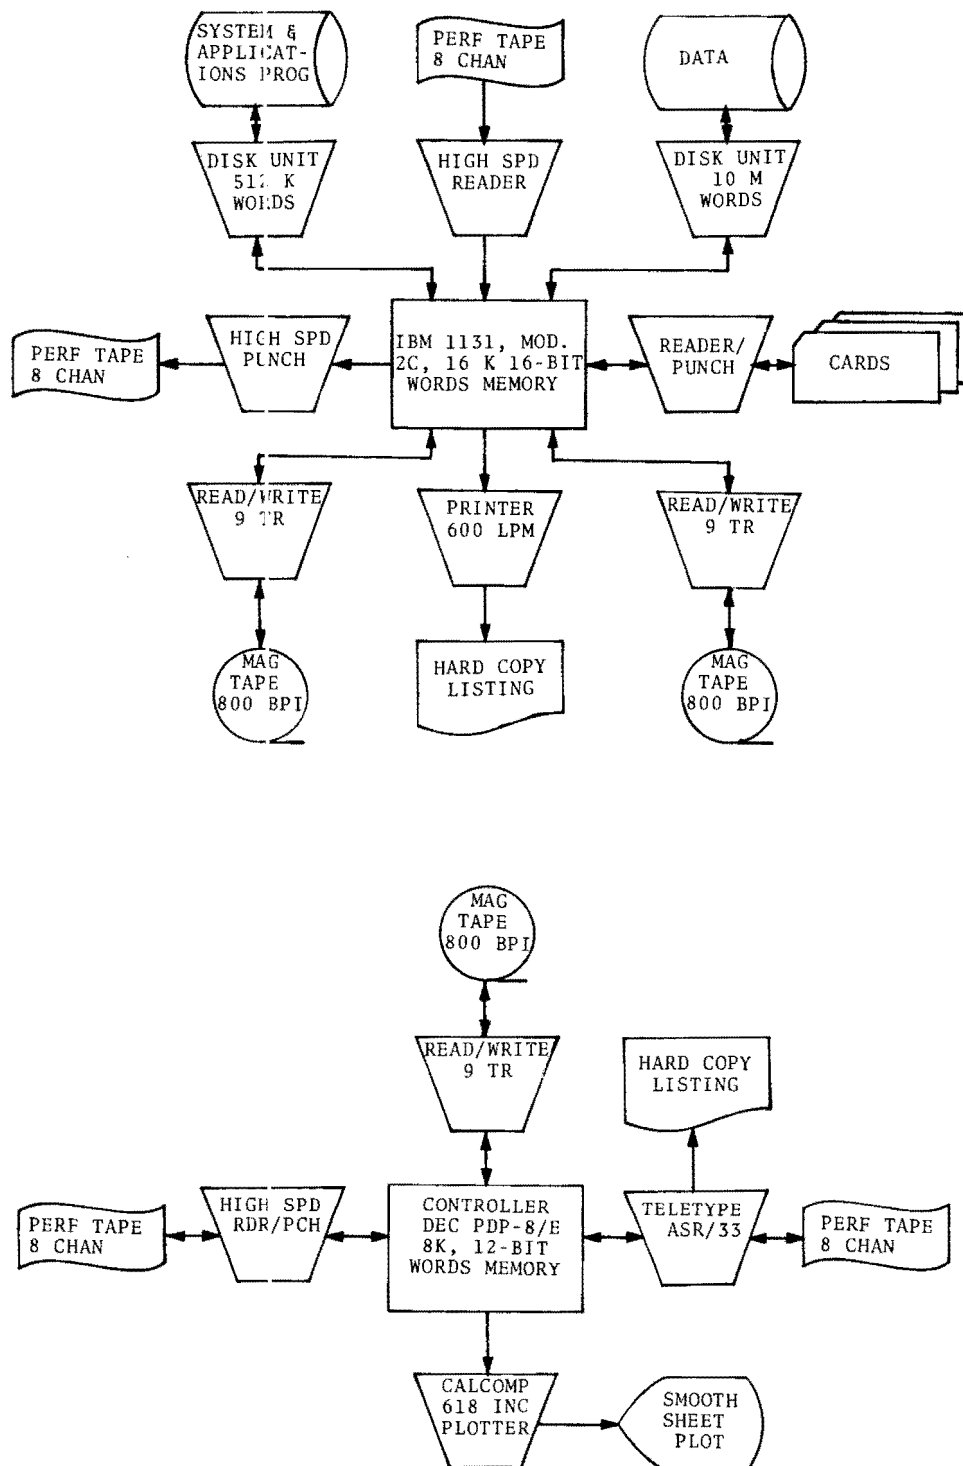 SYSTEM &
APPLICAT-
IONS PROG
PERF TAPE
8 CHAN
DATA
DISK UNIT
512 K
WORDS
HIGH SPD
READER
DISK UNIT
10 M
WORDS
PERF TAPE
8 CHAN
HIGH SPD
PUNCH
IBM 1131, MOD.
2C, 16 K 16-BIT
WORDS MEMORY
READER/
PUNCH
CARDS
READ/WRITE
9 TR
PRINTER
600 LPM
READ/WRITE
9 TR
MAG
TAPE
800 BPI
HARD COPY
LISTING
MAG
TAPE
800 BPI
MAG
TAPE
800 BPI
READ/WRITE
9 TR
HARD COPY
LISTING
PERF TAPE
8 CHAN
HIGH SPD
RDR/PCH
CONTROLLER
DEC PDP-8/E
8K, 12-BIT
WORDS MEMORY
TELETYPE
ASR/33
PERF TAPE
8 CHAN
CALCOMP
618 INC
PLOTTER
SMOOTH
SHEET
PLOT